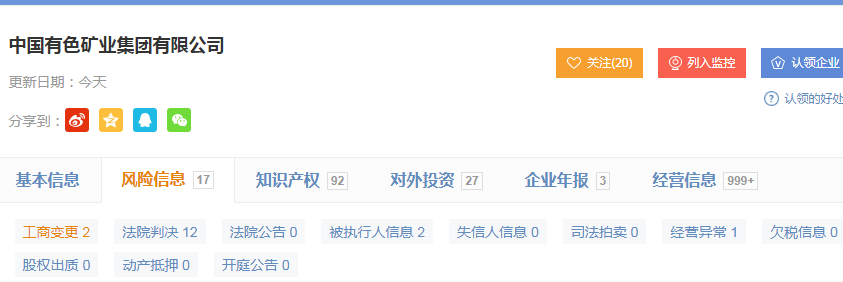 中国有色矿业集团有限公司
关注(20) 列入监控 认领企业
更新日期：今天
认领的好处
分享到：
基本信息 风险信息 17 知识产权 92 对外投资 27 企业年报 3 经营信息 999+
工商变更 2 法院判决 12 法院公告 0 被执行人信息 2 失信人信息 0 司法拍卖 0 经营异常 1 欠税信息 0
股权出质 0 动产抵押 0 开庭公告 0